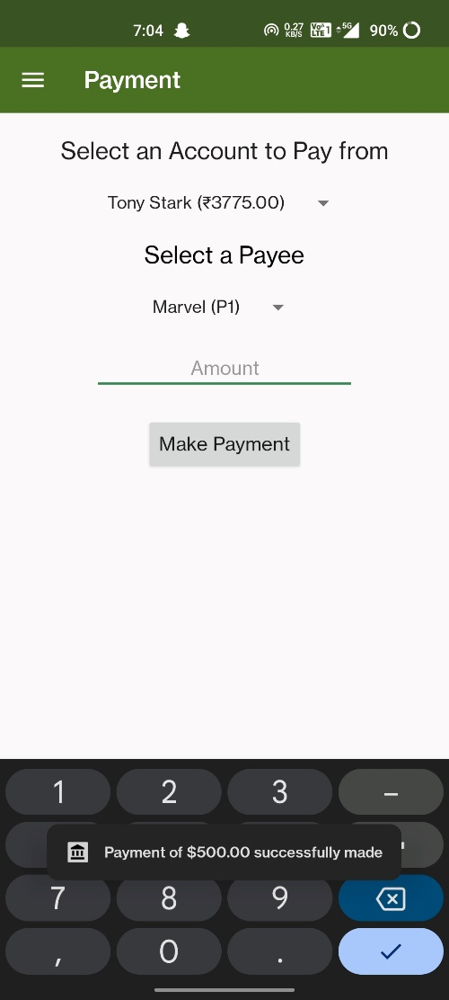 7:04 0.27 KB/S Vo LTE 1 5G 90%
Payment
Select an Account to Pay from
Tony Stark (₹3775.00)
Select a Payee
Marvel (P1)
Amount
Make Payment
1 2 3 –
Payment of $500.00 successfully made
7 8 9
, 0 .